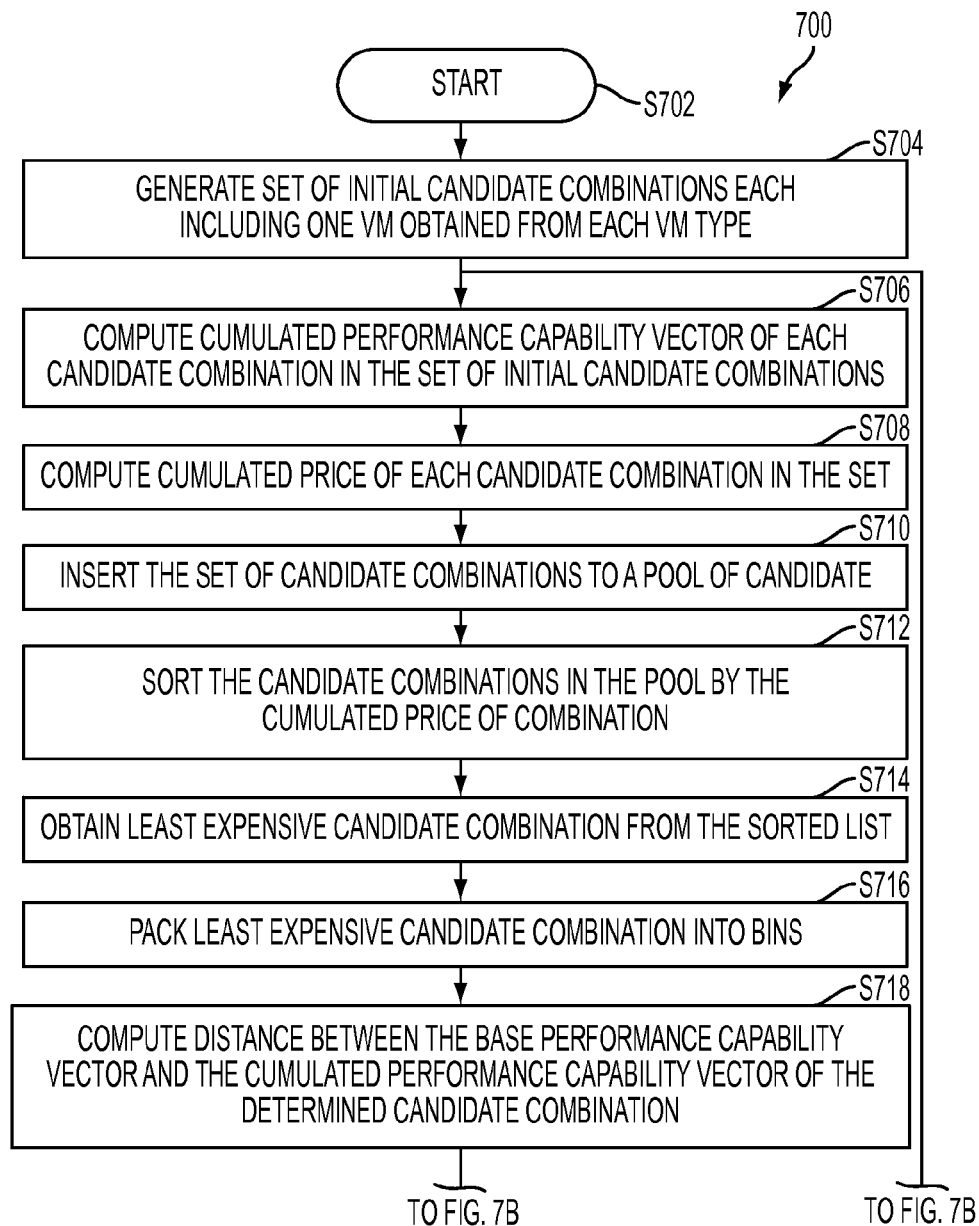 700
START
S702
S704
GENERATE SET OF INITIAL CANDIDATE COMBINATIONS EACH
INCLUDING ONE VM OBTAINED FROM EACH VM TYPE
S706
COMPUTE CUMULATED PERFORMANCE CAPABILITY VECTOR OF EACH
CANDIDATE COMBINATION IN THE SET OF INITIAL CANDIDATE COMBINATIONS
S708
COMPUTE CUMULATED PRICE OF EACH CANDIDATE COMBINATION IN THE SET
S710
INSERT THE SET OF CANDIDATE COMBINATIONS TO A POOL OF CANDIDATE
S712
SORT THE CANDIDATE COMBINATIONS IN THE POOL BY THE
CUMULATED PRICE OF COMBINATION
S714
OBTAIN LEAST EXPENSIVE CANDIDATE COMBINATION FROM THE SORTED LIST
S716
PACK LEAST EXPENSIVE CANDIDATE COMBINATION INTO BINS
S718
COMPUTE DISTANCE BETWEEN THE BASE PERFORMANCE CAPABILITY
VECTOR AND THE CUMULATED PERFORMANCE CAPABILITY VECTOR OF THE
DETERMINED CANDIDATE COMBINATION
TO FIG. 7B
TO FIG. 7B